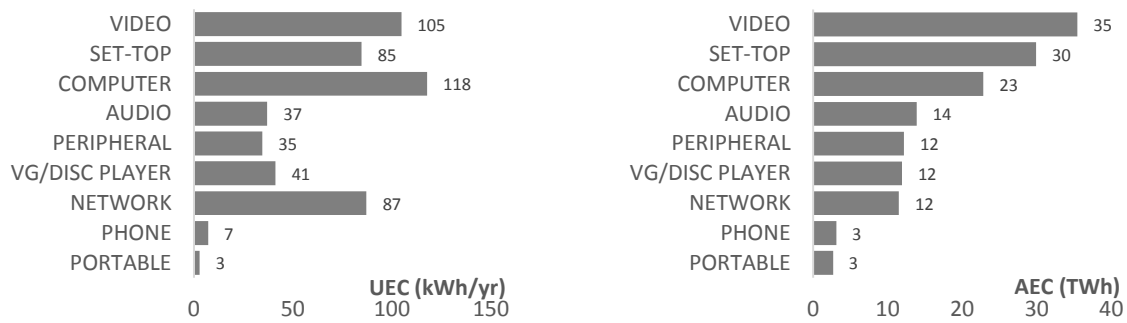 VIDEO 105
SET-TOP 85
COMPUTER 118
AUDIO 37
PERIPHERAL 35
VG/DISC PLAYER 41
NETWORK 87
PHONE 7
PORTABLE 3
UEC (kWh/yr)
0 50 100 150
VIDEO 35
SET-TOP 30
COMPUTER 23
AUDIO 14
PERIPHERAL 12
VG/DISC PLAYER 12
NETWORK 12
PHONE 3
PORTABLE 3
AEC (TWh)
0 10 20 30 40